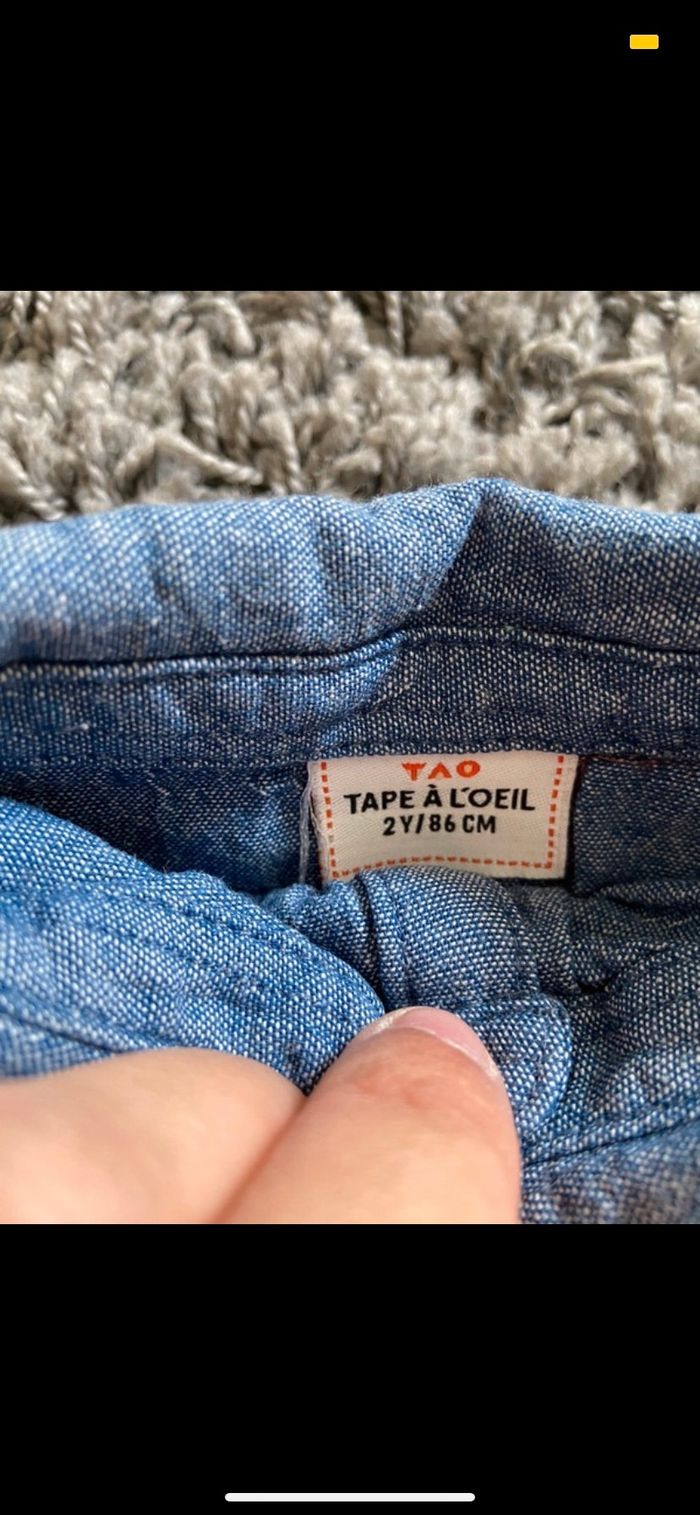 TAO
TAPE À L'OEIL
2Y/86 CM